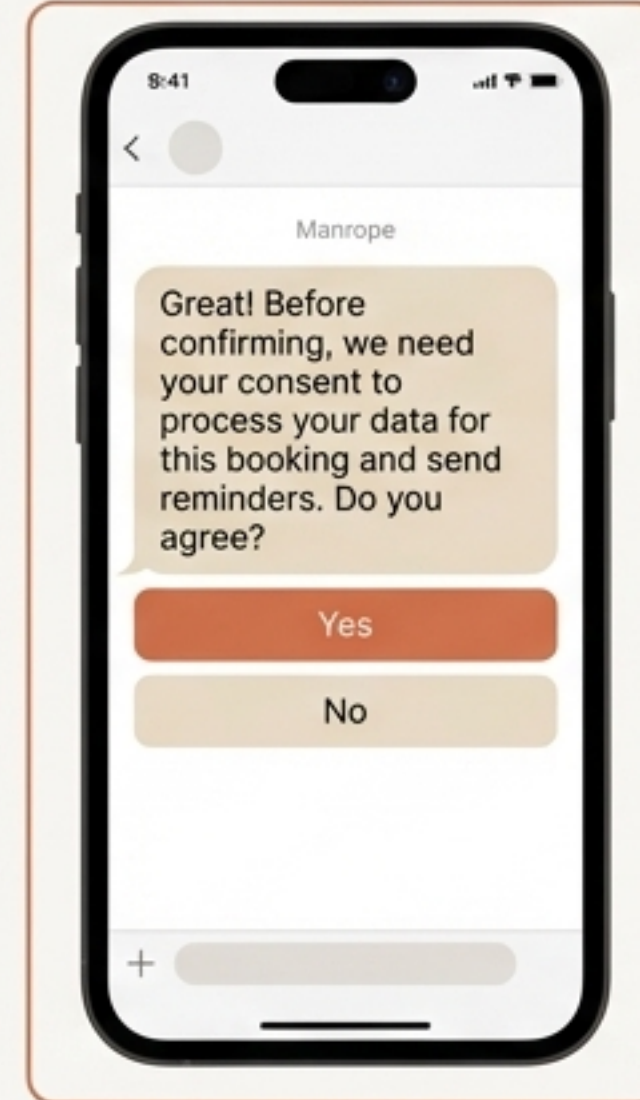 9:41
Manrope
Great! Before
confirming, we need
your consent to
process your data for
this booking and send
reminders. Do you
agree?
Yes
No